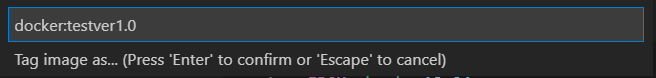 docker:testver1.0
Tag image as... (Press 'Enter' to confirm or 'Escape' to cancel)